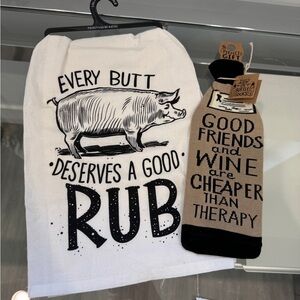 EVERY BUTT
•DESERVES A GOOD•
RUB
GOOD
FRIENDS
and
WINE
are
CHEAPER
THAN
THERAPY